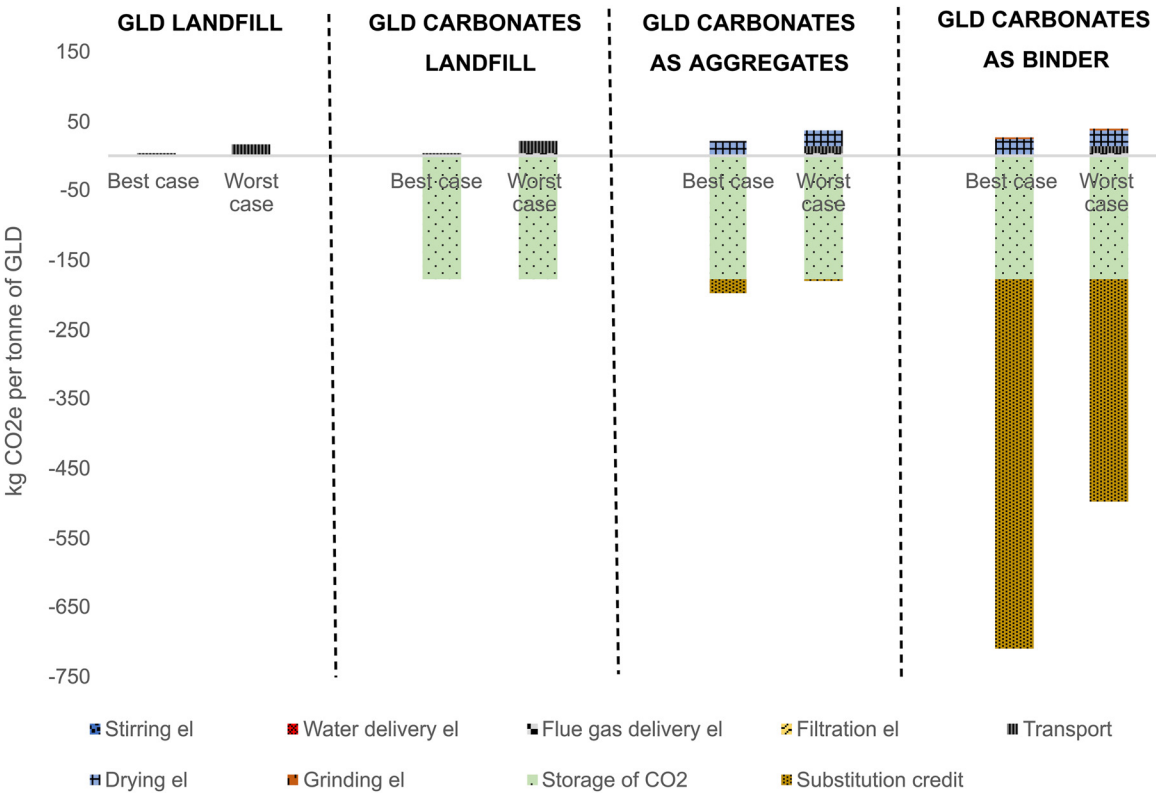 GLD LANDFILL
GLD CARBONATES
LANDFILL
GLD CARBONATES
AS AGGREGATES
GLD CARBONATES
AS BINDER
kg CO2e per tonne of GLD
150
50
-50
-150
-250
-350
-450
-550
-650
-750
Best case
Worst
case
Best case
Worst
case
Best case
Worst
case
Best case
Worst
case
Stirring el
Water delivery el
Flue gas delivery el
Filtration el
Transport
Drying el
Grinding el
Storage of CO2
Substitution credit